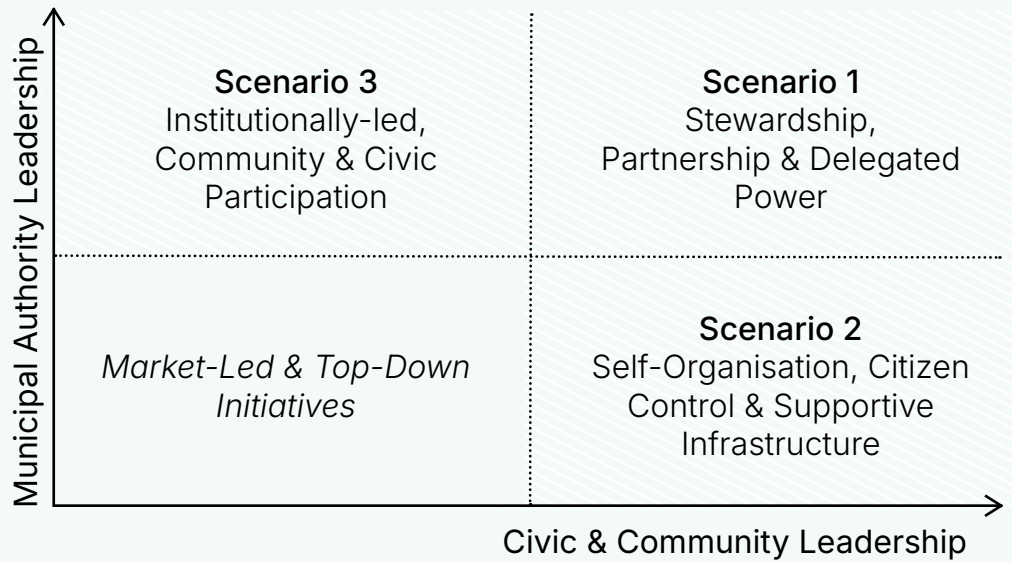 Municipal Authority Leadership
Scenario 3
Institutionally-led,
Community & Civic
Participation
Scenario 1
Stewardship,
Partnership & Delegated
Power
Market-Led & Top-Down
Initiatives
Scenario 2
Self-Organisation, Citizen
Control & Supportive
Infrastructure
Civic & Community Leadership